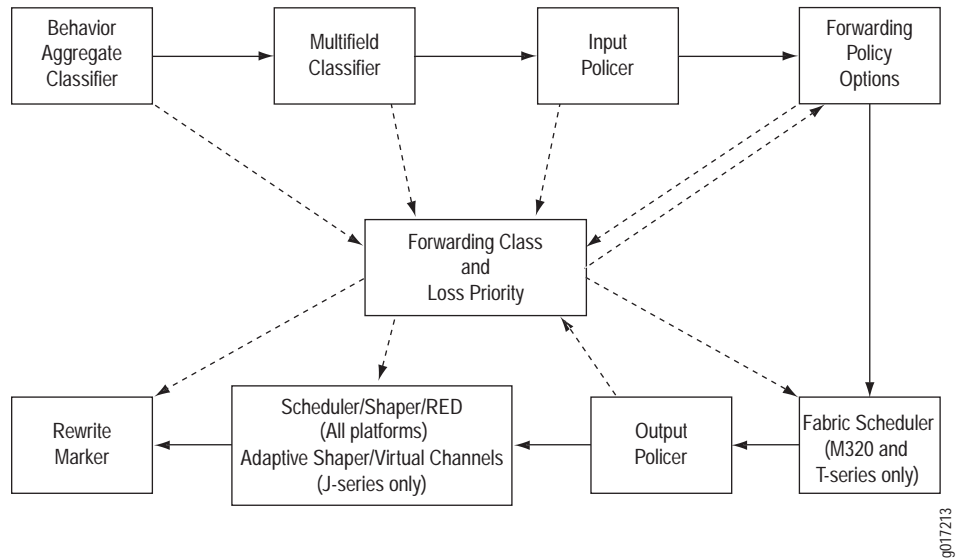 Behavior
Aggregate
Classifier
Multifield
Classifier
Input
Policer
Forwarding
Policy
Options
Forwarding Class
and
Loss Priority
Rewrite
Marker
Scheduler/Shaper/RED
(All platforms)
Adaptive Shaper/Virtual Channels
(J-series only)
Output
Policer
Fabric Scheduler
(M320 and
T-series only)
g017213